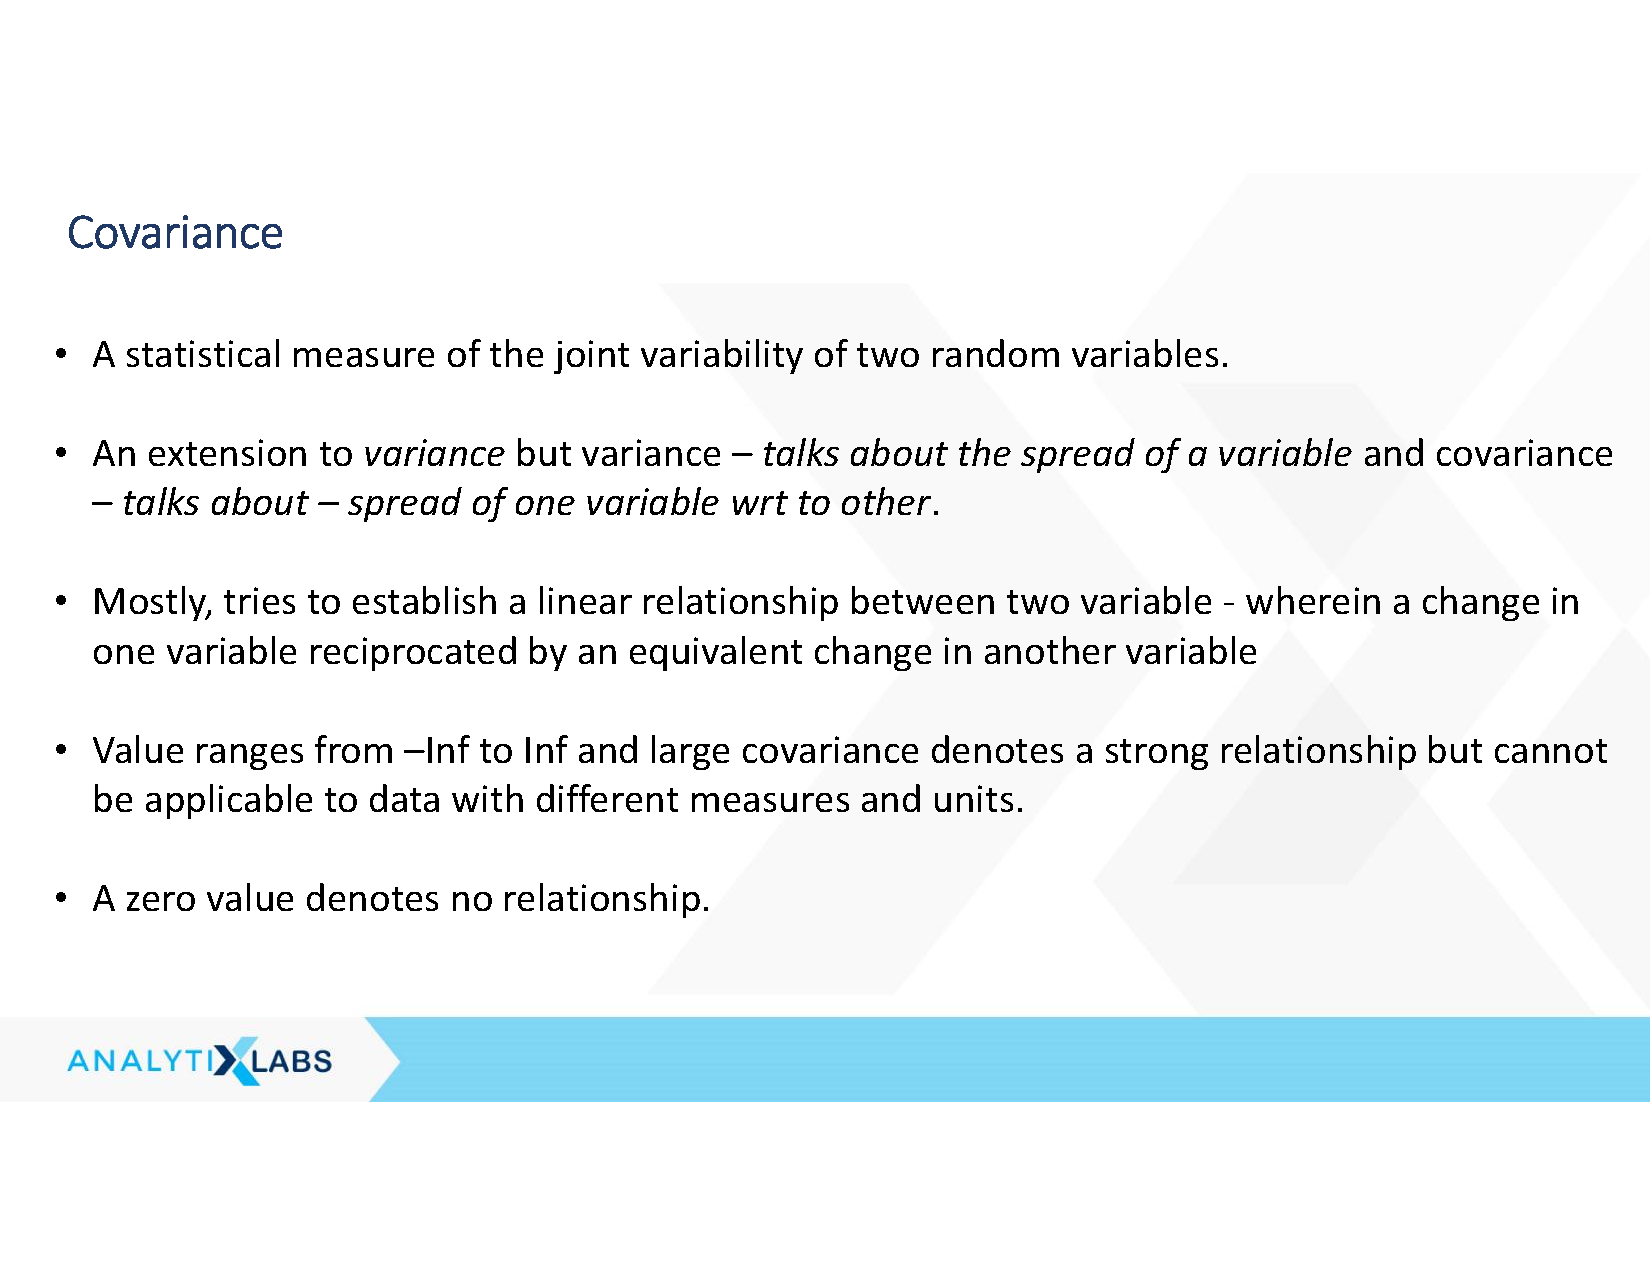 Covariance
• A statistical measure of the joint variability of two random variables.
• An extension to variance but variance – talks about the spread of a variable and covariance
– talks about – spread of one variable wrt to other.
• Mostly, tries to establish a linear relationship between two variable - wherein a change in
one variable reciprocated by an equivalent change in another variable
• Value ranges from –Inf to Inf and large covariance denotes a strong relationship but cannot
be applicable to data with different measures and units.
• A zero value denotes no relationship.
ANALYTIXLABS